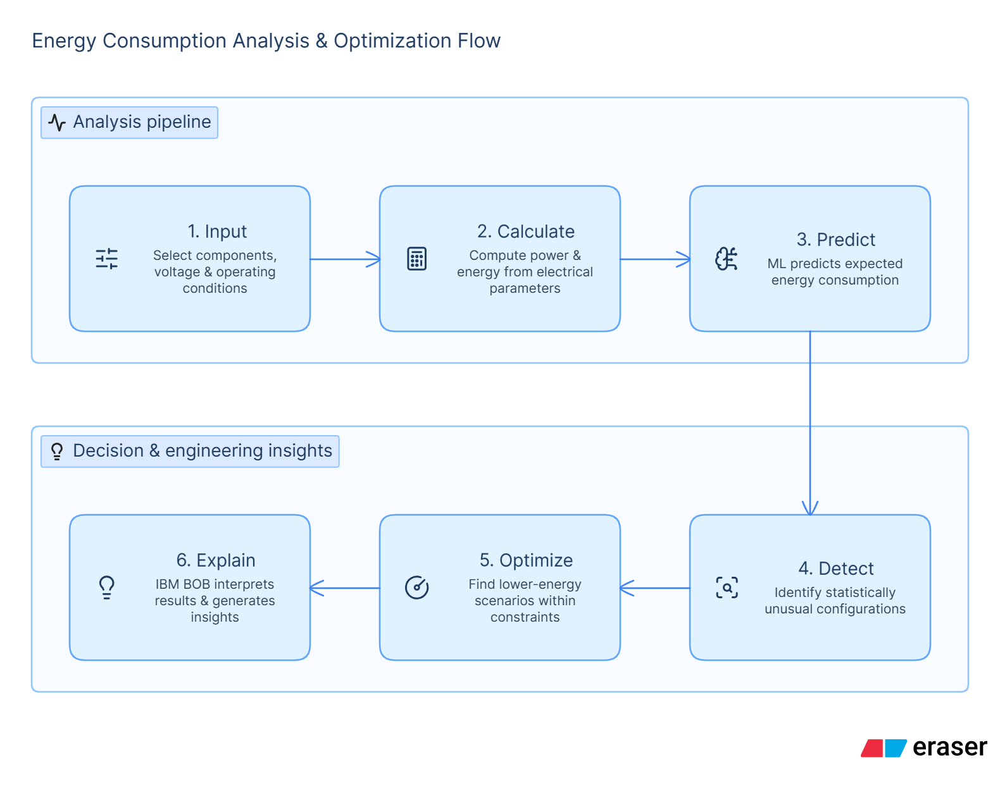 Energy Consumption Analysis & Optimization Flow
Analysis pipeline
1. Input
Select components,
voltage & operating
conditions
2. Calculate
Compute power &
energy from electrical
parameters
3. Predict
ML predicts expected
energy consumption
Decision & engineering insights
6. Explain
IBM BOB interprets
results & generates
insights
5. Optimize
Find lower-energy
scenarios within
constraints
4. Detect
Identify statistically
unusual configurations
eraser